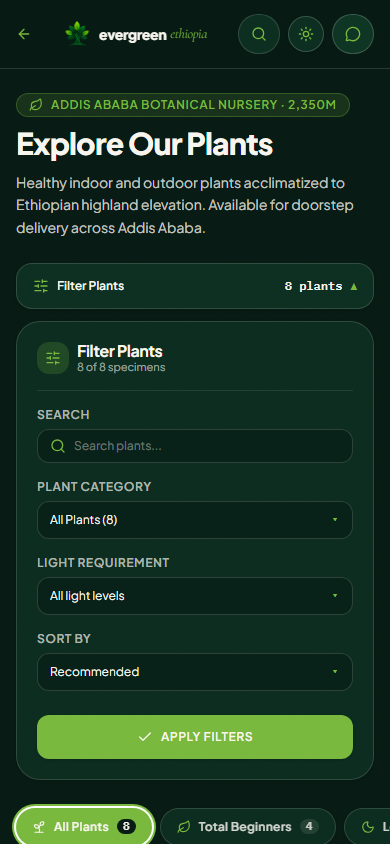 evergreen ethiopia
ADDIS ABABA BOTANICAL NURSERY · 2,350M
Explore Our Plants
Healthy indoor and outdoor plants acclimatized to
Ethiopian highland elevation. Available for doorstep
delivery across Addis Ababa.
Filter Plants 8 plants ▲
Filter Plants
8 of 8 specimens
SEARCH
Search plants...
PLANT CATEGORY
All Plants (8)
LIGHT REQUIREMENT
All light levels
SORT BY
Recommended
APPLY FILTERS
All Plants 8 Total Beginners 4